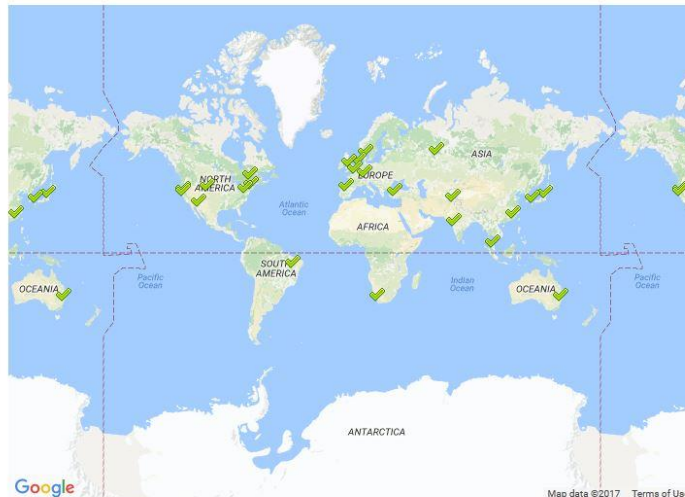 ASIA
NORTH
AMERICA
EUROPE
Atlantic
Ocean
AFRICA
SOUTH
AMERICA
Pacific
Ocean
Indian
Ocean
Pacific
Ocean
OCEANIA
OCEANIA
ANTARCTICA
Google
Map data ©2017 Terms of Use